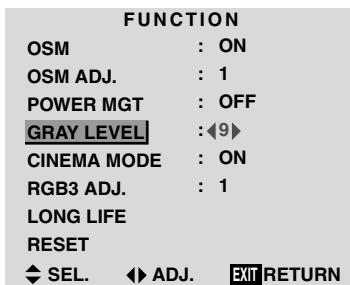 FUNCTION
OSM : ON
OSM ADJ. : 1
POWER MGT : OFF
GRAY LEVEL : 9
CINEMA MODE : ON
RGB3 ADJ. : 1
LONG LIFE
RESET
SEL. ADJ. EXIT RETURN